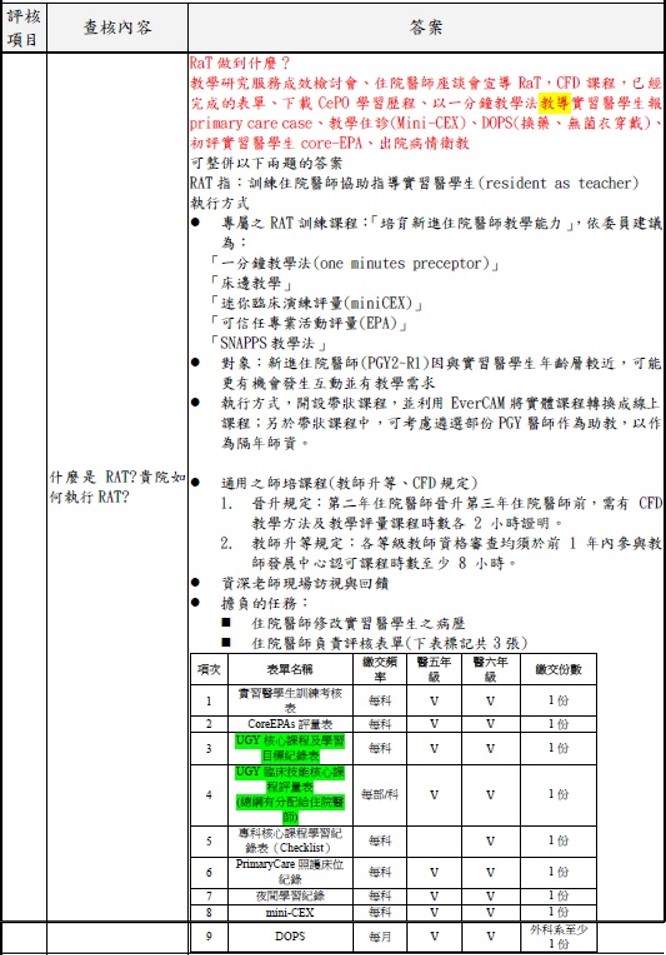 評核
項目
查核內容
答案
RaT 做到什麼？
教學研究服務成效檢討會、住院醫師座談會宣導 RaT，CFD 課程，已經
完成的表單、下載 CePO 學習歷程、以一分鐘教學法教導實習醫學生報
primary care case、教學住診(Mini-CEX)、DOPS(換藥、無菌衣穿戴)、
初評實習醫學生 core-EPA、出院病情衛教
可整併以下兩題的答案
RAT 指：訓練住院醫師協助指導實習醫學生(resident as teacher)
執行方式
● 專屬之 RAT 訓練課程：「培育新進住院醫師教學能力」，依委員建議
為：
「一分鐘教學法(one minutes preceptor)」
「床邊教學」
「迷你臨床演練評量(miniCEX)」
「可信任專業活動評量(EPA)」
「SNAPPS 教學法」
● 對象：新進住院醫師(PGY2-R1)因與實習醫學生年齡層較近，可能
更有機會發生互動並有教學需求
● 執行方式，開設帶狀課程，並利用 EverCAM 將實體課程轉換成線上
課程；另於帶狀課程中，可考慮遴選部份 PGY 醫師作為助教，以作
為隔年師資。
什麼是 RAT?貴院如
何執行 RAT?
● 通用之師培課程(教師升等、CFD 規定)
1. 晉升規定：第二年住院醫師晉升第三年住院醫師前，需有 CFD
教學方法及教學評量課程時數各 2 小時證明。
2. 教師升等規定：各等級教師資格審查均須於前 1 年內參與教
師發展中心認可課程時數至少 8 小時。
● 資深老師現場訪視與回饋
● 擔負的任務：
■ 住院醫師修改實習醫學生之病歷
■ 住院醫師負責評核表單(下表標記共 3 張)
項次 表單名稱 繳交頻率 醫五年級 醫六年級 繳交份數
1 實習醫學生訓練考核表 每科 V V 1 份
2 CoreEPAs 評量表 每科 V V 1 份
3 UGY 核心課程及學習目標紀錄表 每科 V V 1 份
4 UGY 臨床技能核心課程評量表 (總綱有分配給住院醫師) 每部/科 V V 1 份
5 專科核心課程學習紀錄表（Checklist） 每科 V 1 份
6 PrimaryCare 照護床位紀錄 每科 V V 1 份
7 夜間學習紀錄 每科 V V 1 份
8 mini-CEX 每科 V V 1 份
9 DOPS 每月 V V 外科系至少 1 份